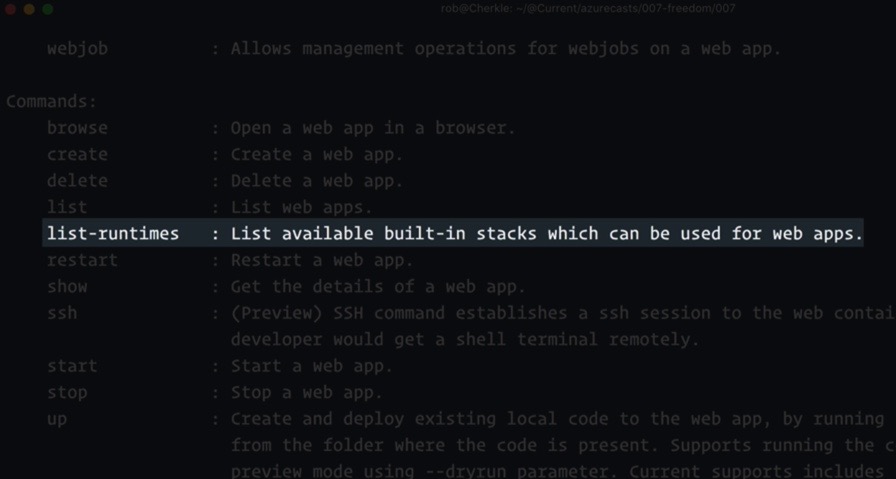 rob@Cherkle: ~/@Current/azurecasts/007-freedom/007
webjob : Allows management operations for webjobs on a web app.
Commands:
browse : Open a web app in a browser.
create : Create a web app.
delete : Delete a web app.
list : List web apps.
list-runtimes : List available built-in stacks which can be used for web apps.
restart : Restart a web app.
show : Get the details of a web app.
ssh : (Preview) SSH command establishes a ssh session to the web contai
developer would get a shell terminal remotely.
start : Start a web app.
stop : Stop a web app.
up : Create and deploy existing local code to the web app, by running
from the folder where the code is present. Supports running the c
preview mode using --dryrun parameter. Current supports includes